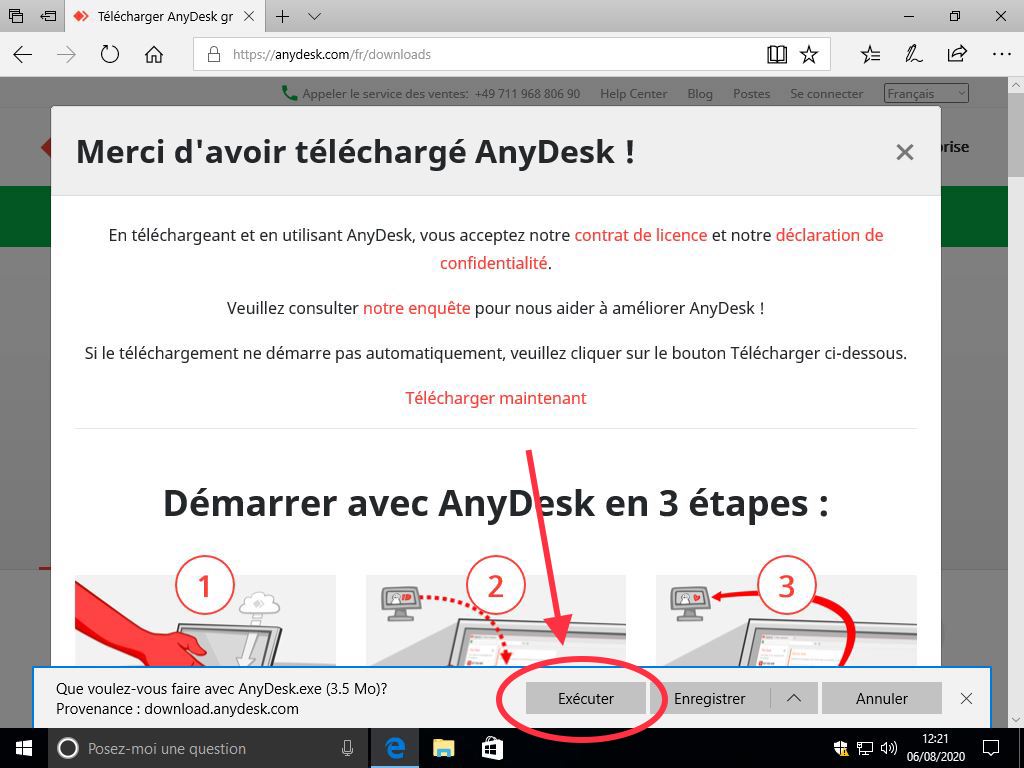 Télécharger AnyDesk gr
https://anydesk.com/fr/downloads
Appeler le service des ventes: +49 711 968 806 90 Help Center Blog Postes Se connecter Français
Merci d'avoir téléchargé AnyDesk !
prise
En téléchargeant et en utilisant AnyDesk, vous acceptez notre contrat de licence et notre déclaration de
confidentialité.
Veuillez consulter notre enquête pour nous aider à améliorer AnyDesk !
Si le téléchargement ne démarre pas automatiquement, veuillez cliquer sur le bouton Télécharger ci-dessous.
Télécharger maintenant
Démarrer avec AnyDesk en 3 étapes :
1 2 3
ID
Que voulez-vous faire avec AnyDesk.exe (3.5 Mo)?
Provenance : download.anydesk.com
Exécuter Enregistrer Annuler
Posez-moi une question
12:21
06/08/2020